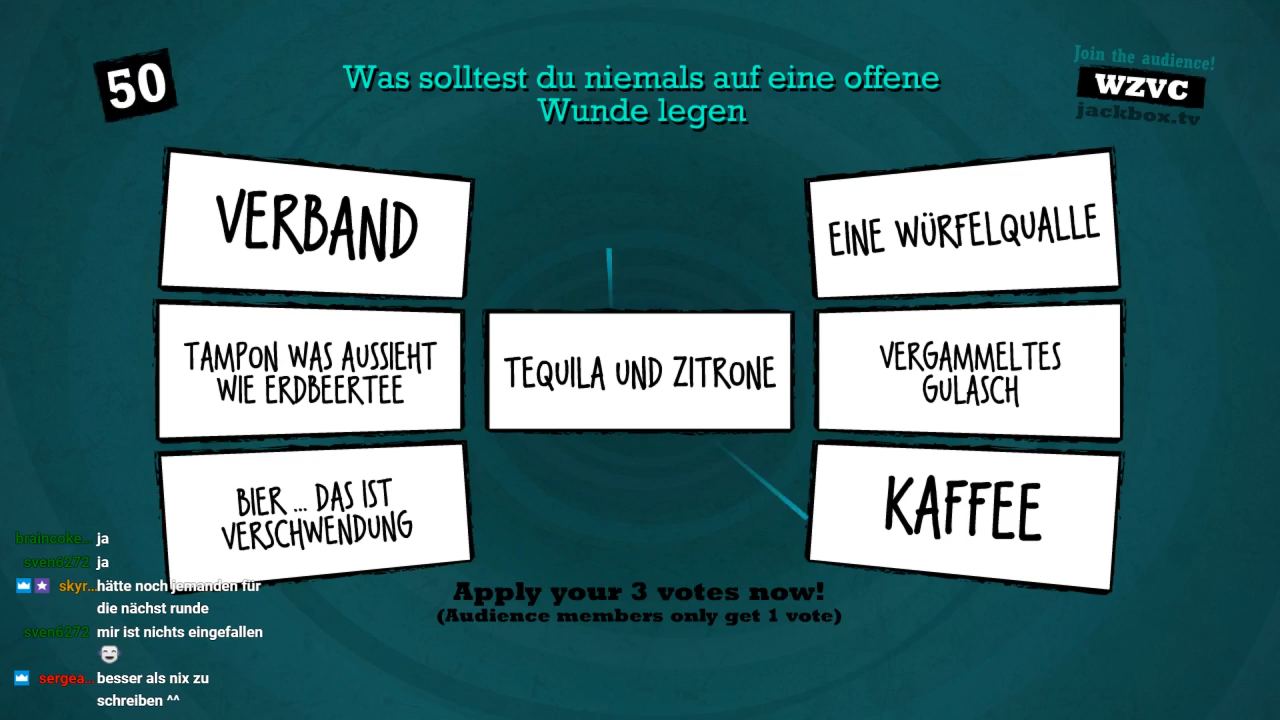 50
Was solltest du niemals auf eine offene
Wunde legen
Join the audience!
WZVC
jackbox.tv
VERBAND
EINE WÜRFELQUALLE
TAMPON WAS AUSSIEHT
WIE ERDBEERTEE
TEQUILA UND ZITRONE
VERGAMMELTES
GULASCH
BIER ... DAS IST
VERSCHWENDUNG
KAFFEE
Apply your 3 votes now!
(Audience members only get 1 vote)
braincoke... ja
sven6272 ja
skyr... hätte noch jemanden für
die nächst runde
sven6272 mir ist nichts eingefallen
sergea... besser als nix zu
schreiben ^^